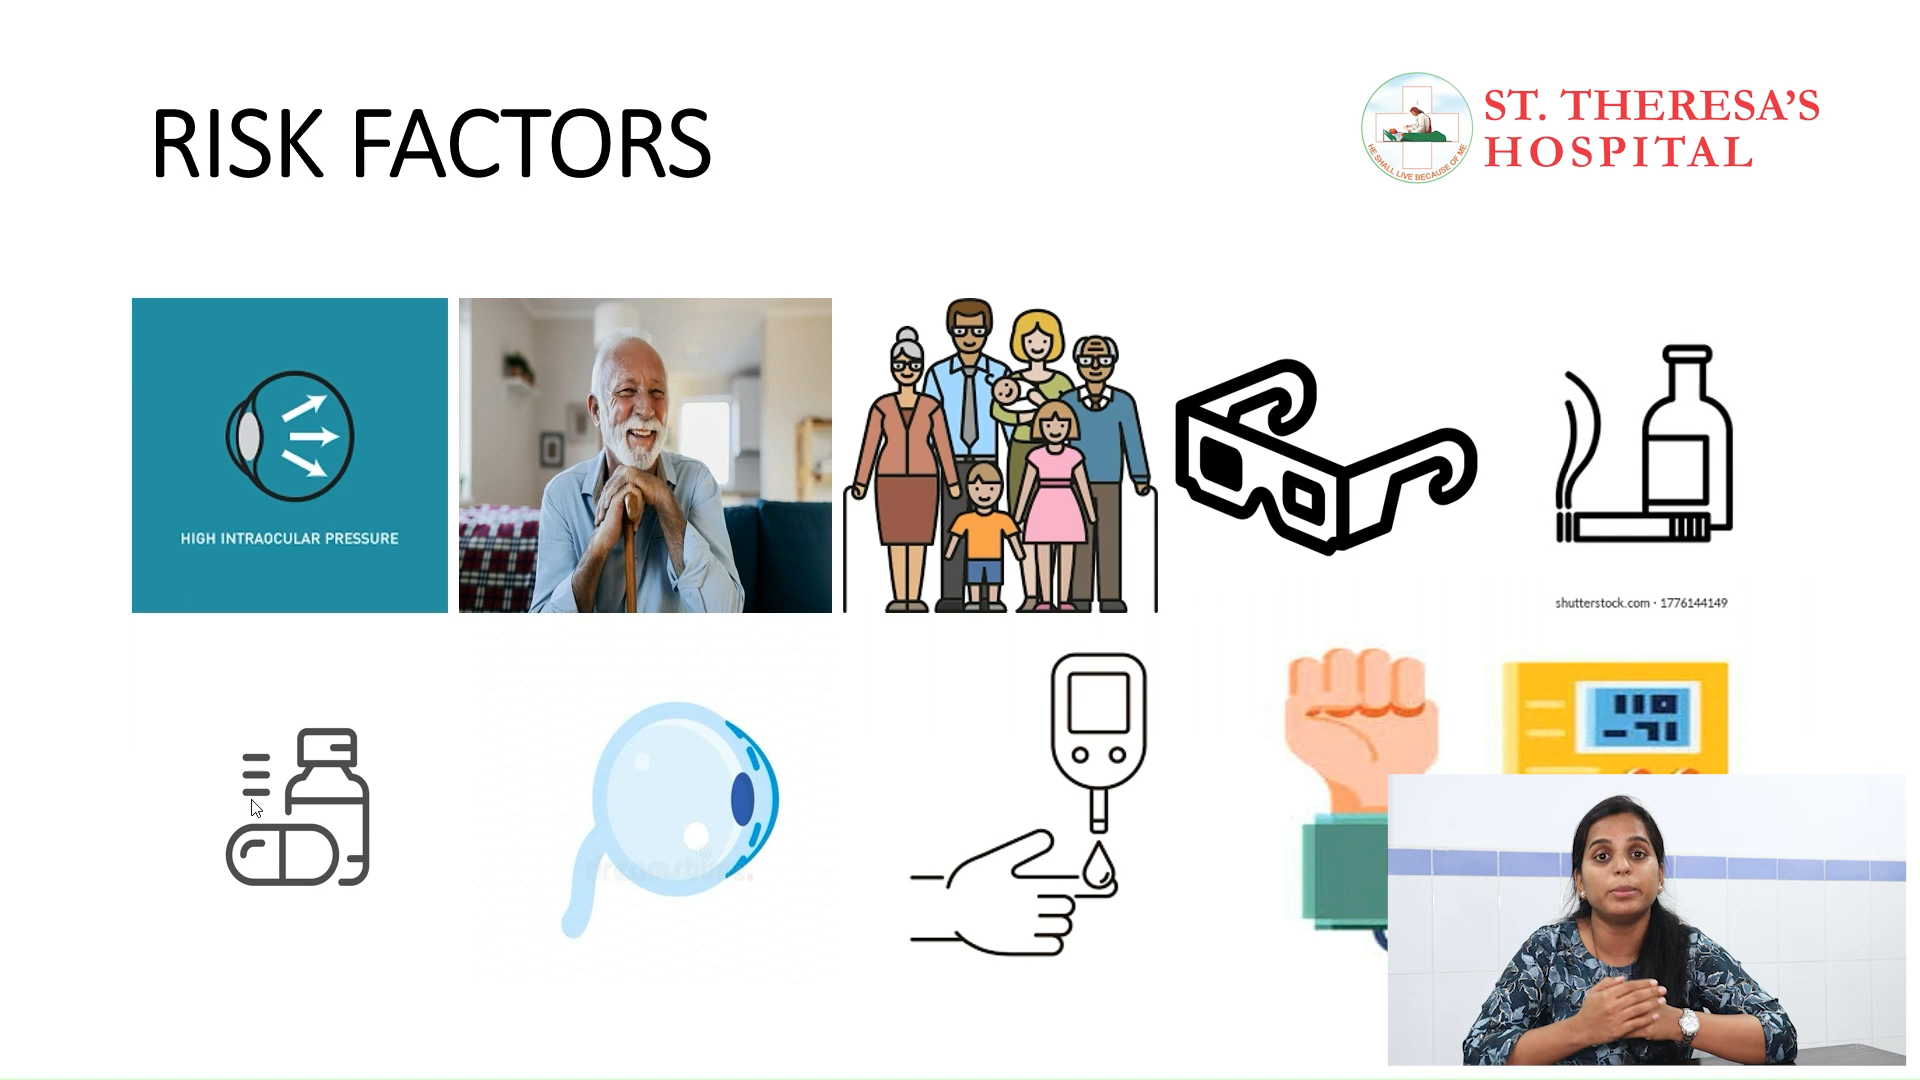 RISK FACTORS
ST. THERESA'S
HOSPITAL
HE SHALL LIVE BECAUSE OF ME
HIGH INTRAOCULAR PRESSURE
shutterstock.com · 1776144149